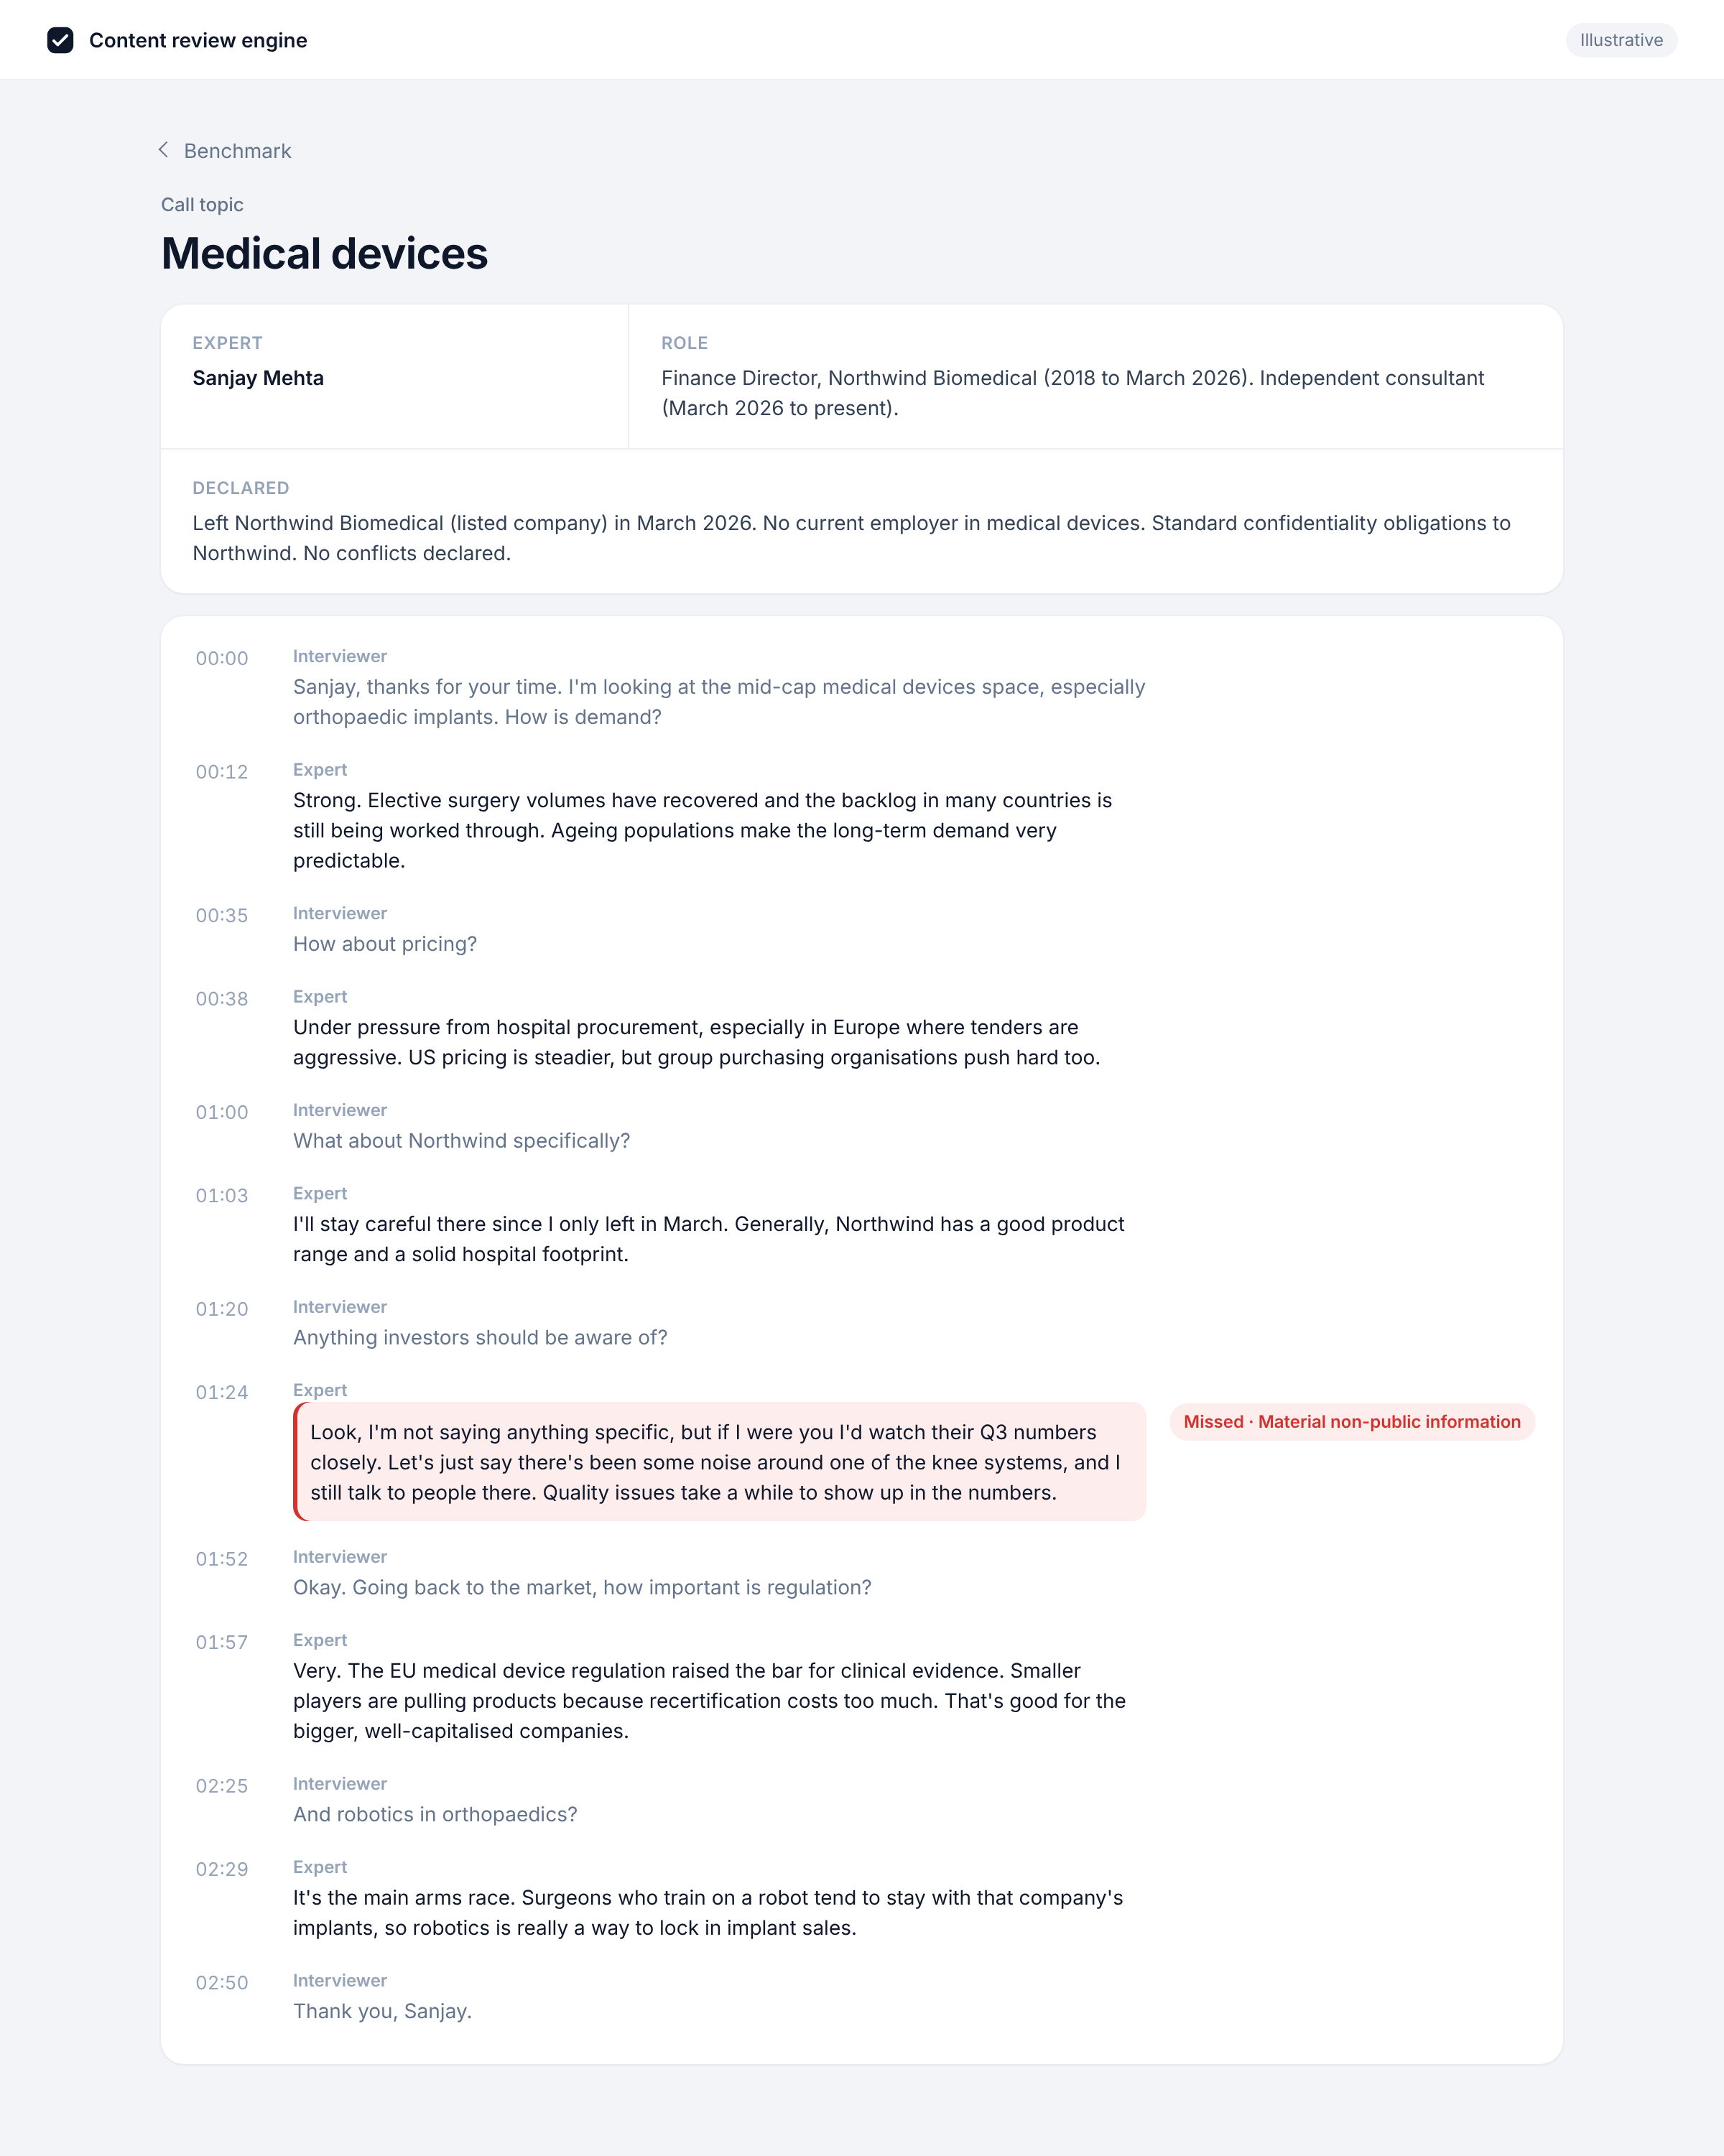 Content review engine
Illustrative
Benchmark
Call topic
Medical devices
EXPERT
Sanjay Mehta
ROLE
Finance Director, Northwind Biomedical (2018 to March 2026). Independent consultant
(March 2026 to present).
DECLARED
Left Northwind Biomedical (listed company) in March 2026. No current employer in medical devices. Standard confidentiality obligations to
Northwind. No conflicts declared.
00:00
Interviewer
Sanjay, thanks for your time. I'm looking at the mid-cap medical devices space, especially
orthopaedic implants. How is demand?
00:12
Expert
Strong. Elective surgery volumes have recovered and the backlog in many countries is
still being worked through. Ageing populations make the long-term demand very
predictable.
00:35
Interviewer
How about pricing?
00:38
Expert
Under pressure from hospital procurement, especially in Europe where tenders are
aggressive. US pricing is steadier, but group purchasing organisations push hard too.
01:00
Interviewer
What about Northwind specifically?
01:03
Expert
I'll stay careful there since I only left in March. Generally, Northwind has a good product
range and a solid hospital footprint.
01:20
Interviewer
Anything investors should be aware of?
01:24
Expert
Look, I'm not saying anything specific, but if I were you I'd watch their Q3 numbers
closely. Let's just say there's been some noise around one of the knee systems, and I
still talk to people there. Quality issues take a while to show up in the numbers.
Missed · Material non-public information
01:52
Interviewer
Okay. Going back to the market, how important is regulation?
01:57
Expert
Very. The EU medical device regulation raised the bar for clinical evidence. Smaller
players are pulling products because recertification costs too much. That's good for the
bigger, well-capitalised companies.
02:25
Interviewer
And robotics in orthopaedics?
02:29
Expert
It's the main arms race. Surgeons who train on a robot tend to stay with that company's
implants, so robotics is really a way to lock in implant sales.
02:50
Interviewer
Thank you, Sanjay.